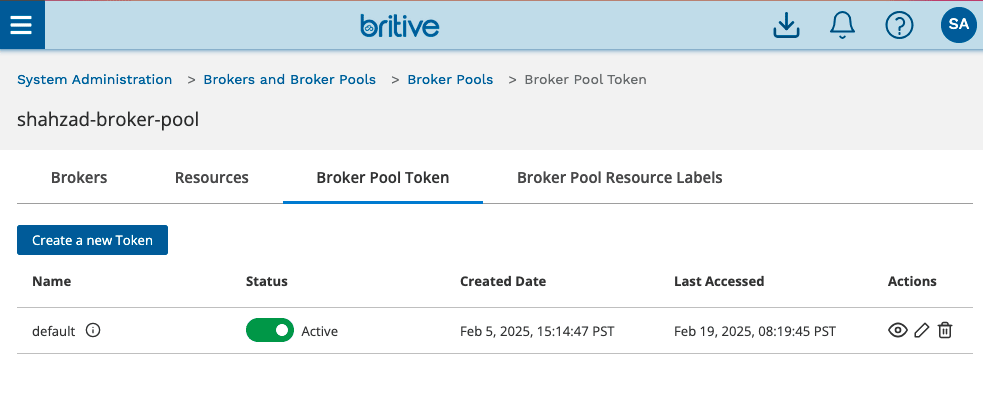 britive
SA
System Administration > Brokers and Broker Pools > Broker Pools > Broker Pool Token
shahzad-broker-pool
Brokers Resources Broker Pool Token Broker Pool Resource Labels
Create a new Token
Name Status Created Date Last Accessed Actions
default Active Feb 5, 2025, 15:14:47 PST Feb 19, 2025, 08:19:45 PST